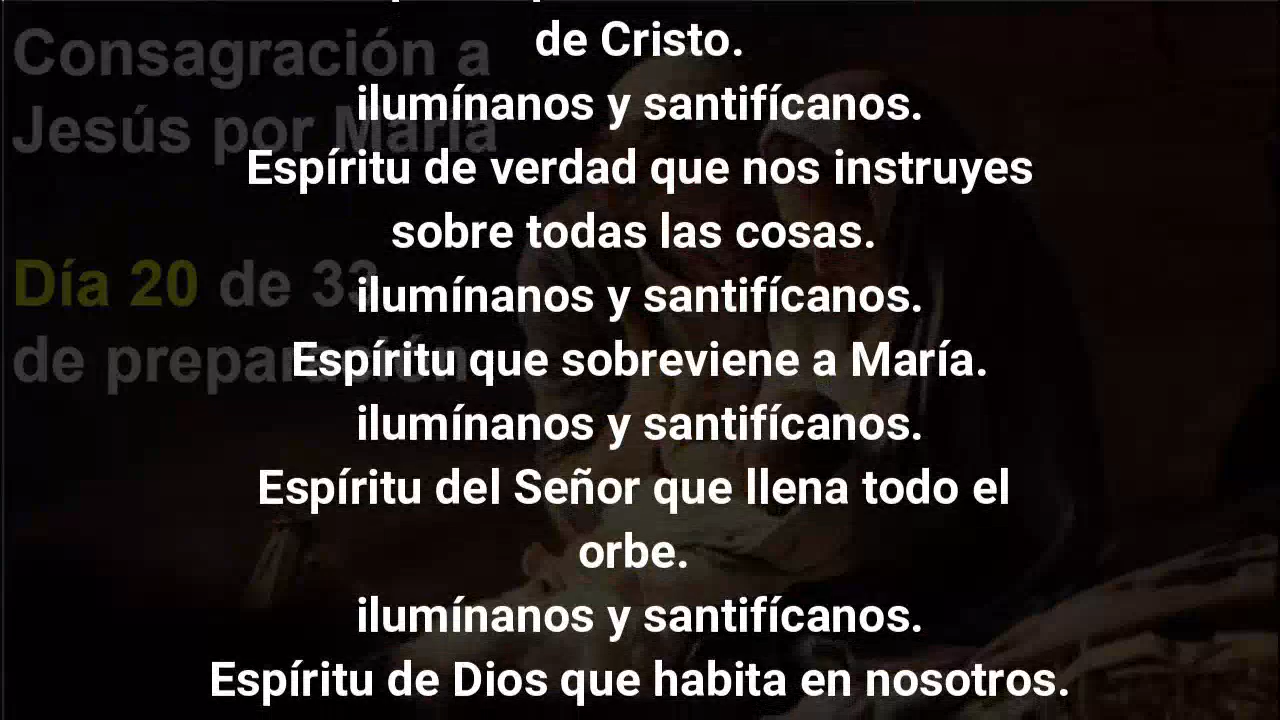 de Cristo.
ilumínanos y santifícanos.
Espíritu de verdad que nos instruyes
sobre todas las cosas.
ilumínanos y santifícanos.
Espíritu que sobreviene a María.
ilumínanos y santifícanos.
Espíritu del Señor que llena todo el
orbe.
ilumínanos y santifícanos.
Espíritu de Dios que habita en nosotros.
Consagración a
Jesús por María
Día 20 de 33
de preparación